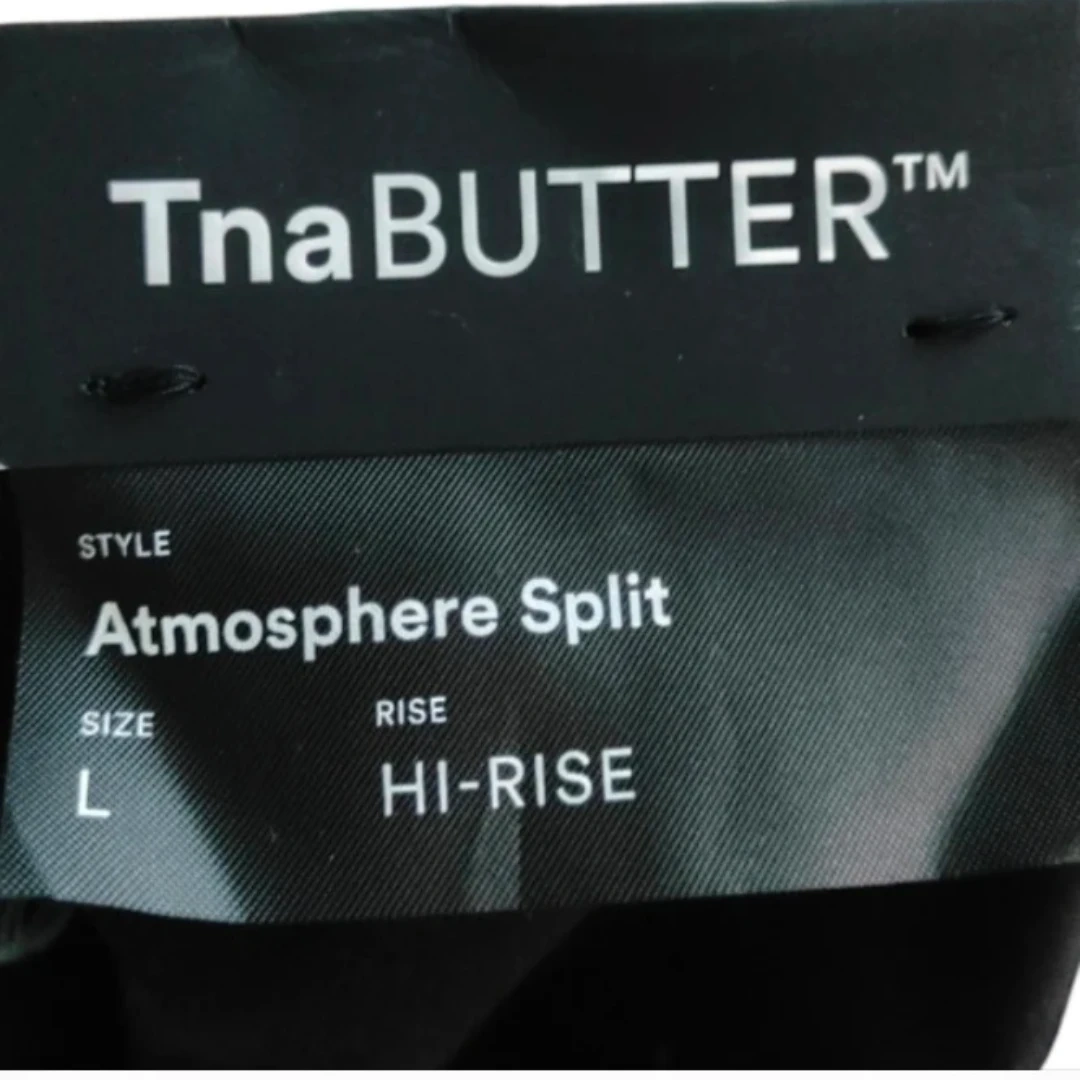 TnaBUTTER™
STYLE
Atmosphere Split
SIZE RISE
L HI-RISE